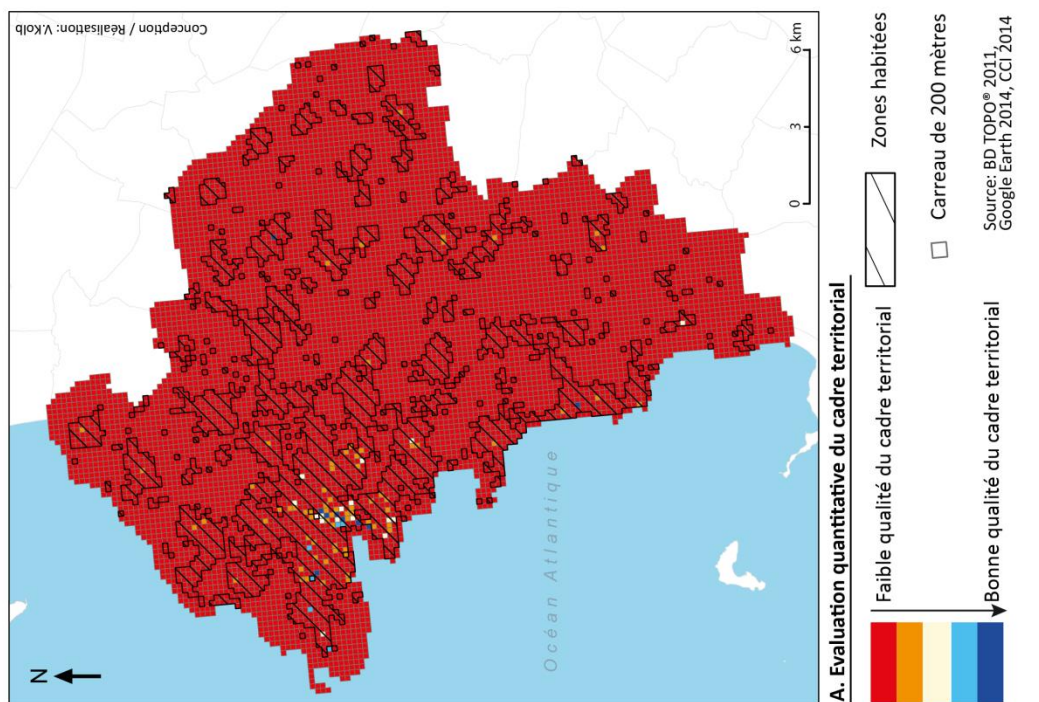 Conception / Réalisation: V.Kolb
N
Océan Atlantique
0 3 6 km
A. Evaluation quantitative du cadre territorial
Faible qualité du cadre territorial
Bonne qualité du cadre territorial
Zones habitées
Carreau de 200 mètres
Source: BD TOPO® 2011,
Google Earth 2014, CCI 2014